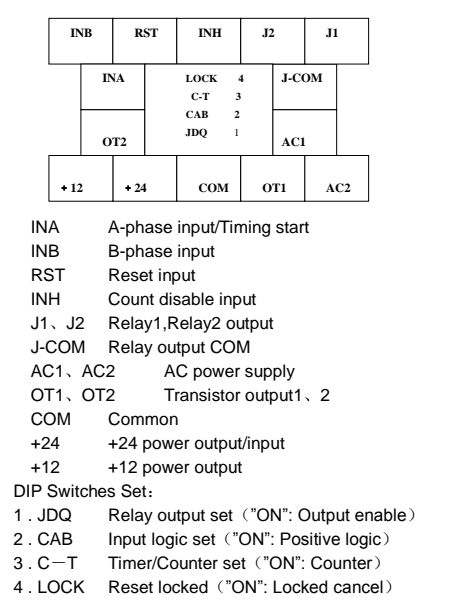 INB RST INH J2 J1
INA LOCK 4 J-COM
C-T 3
CAB 2
JDQ 1
OT2 AC1
+12 +24 COM OT1 AC2
INA A-phase input/Timing start
INB B-phase input
RST Reset input
INH Count disable input
J1、J2 Relay1,Relay2 output
J-COM Relay output COM
AC1、AC2 AC power supply
OT1、OT2 Transistor output1、2
COM Common
+24 +24 power output/input
+12 +12 power output
DIP Switches Set：
1 . JDQ Relay output set（"ON": Output enable）
2 . CAB Input logic set（"ON": Positive logic）
3 . C－T Timer/Counter set（"ON": Counter）
4 . LOCK Reset locked（"ON": Locked cancel）